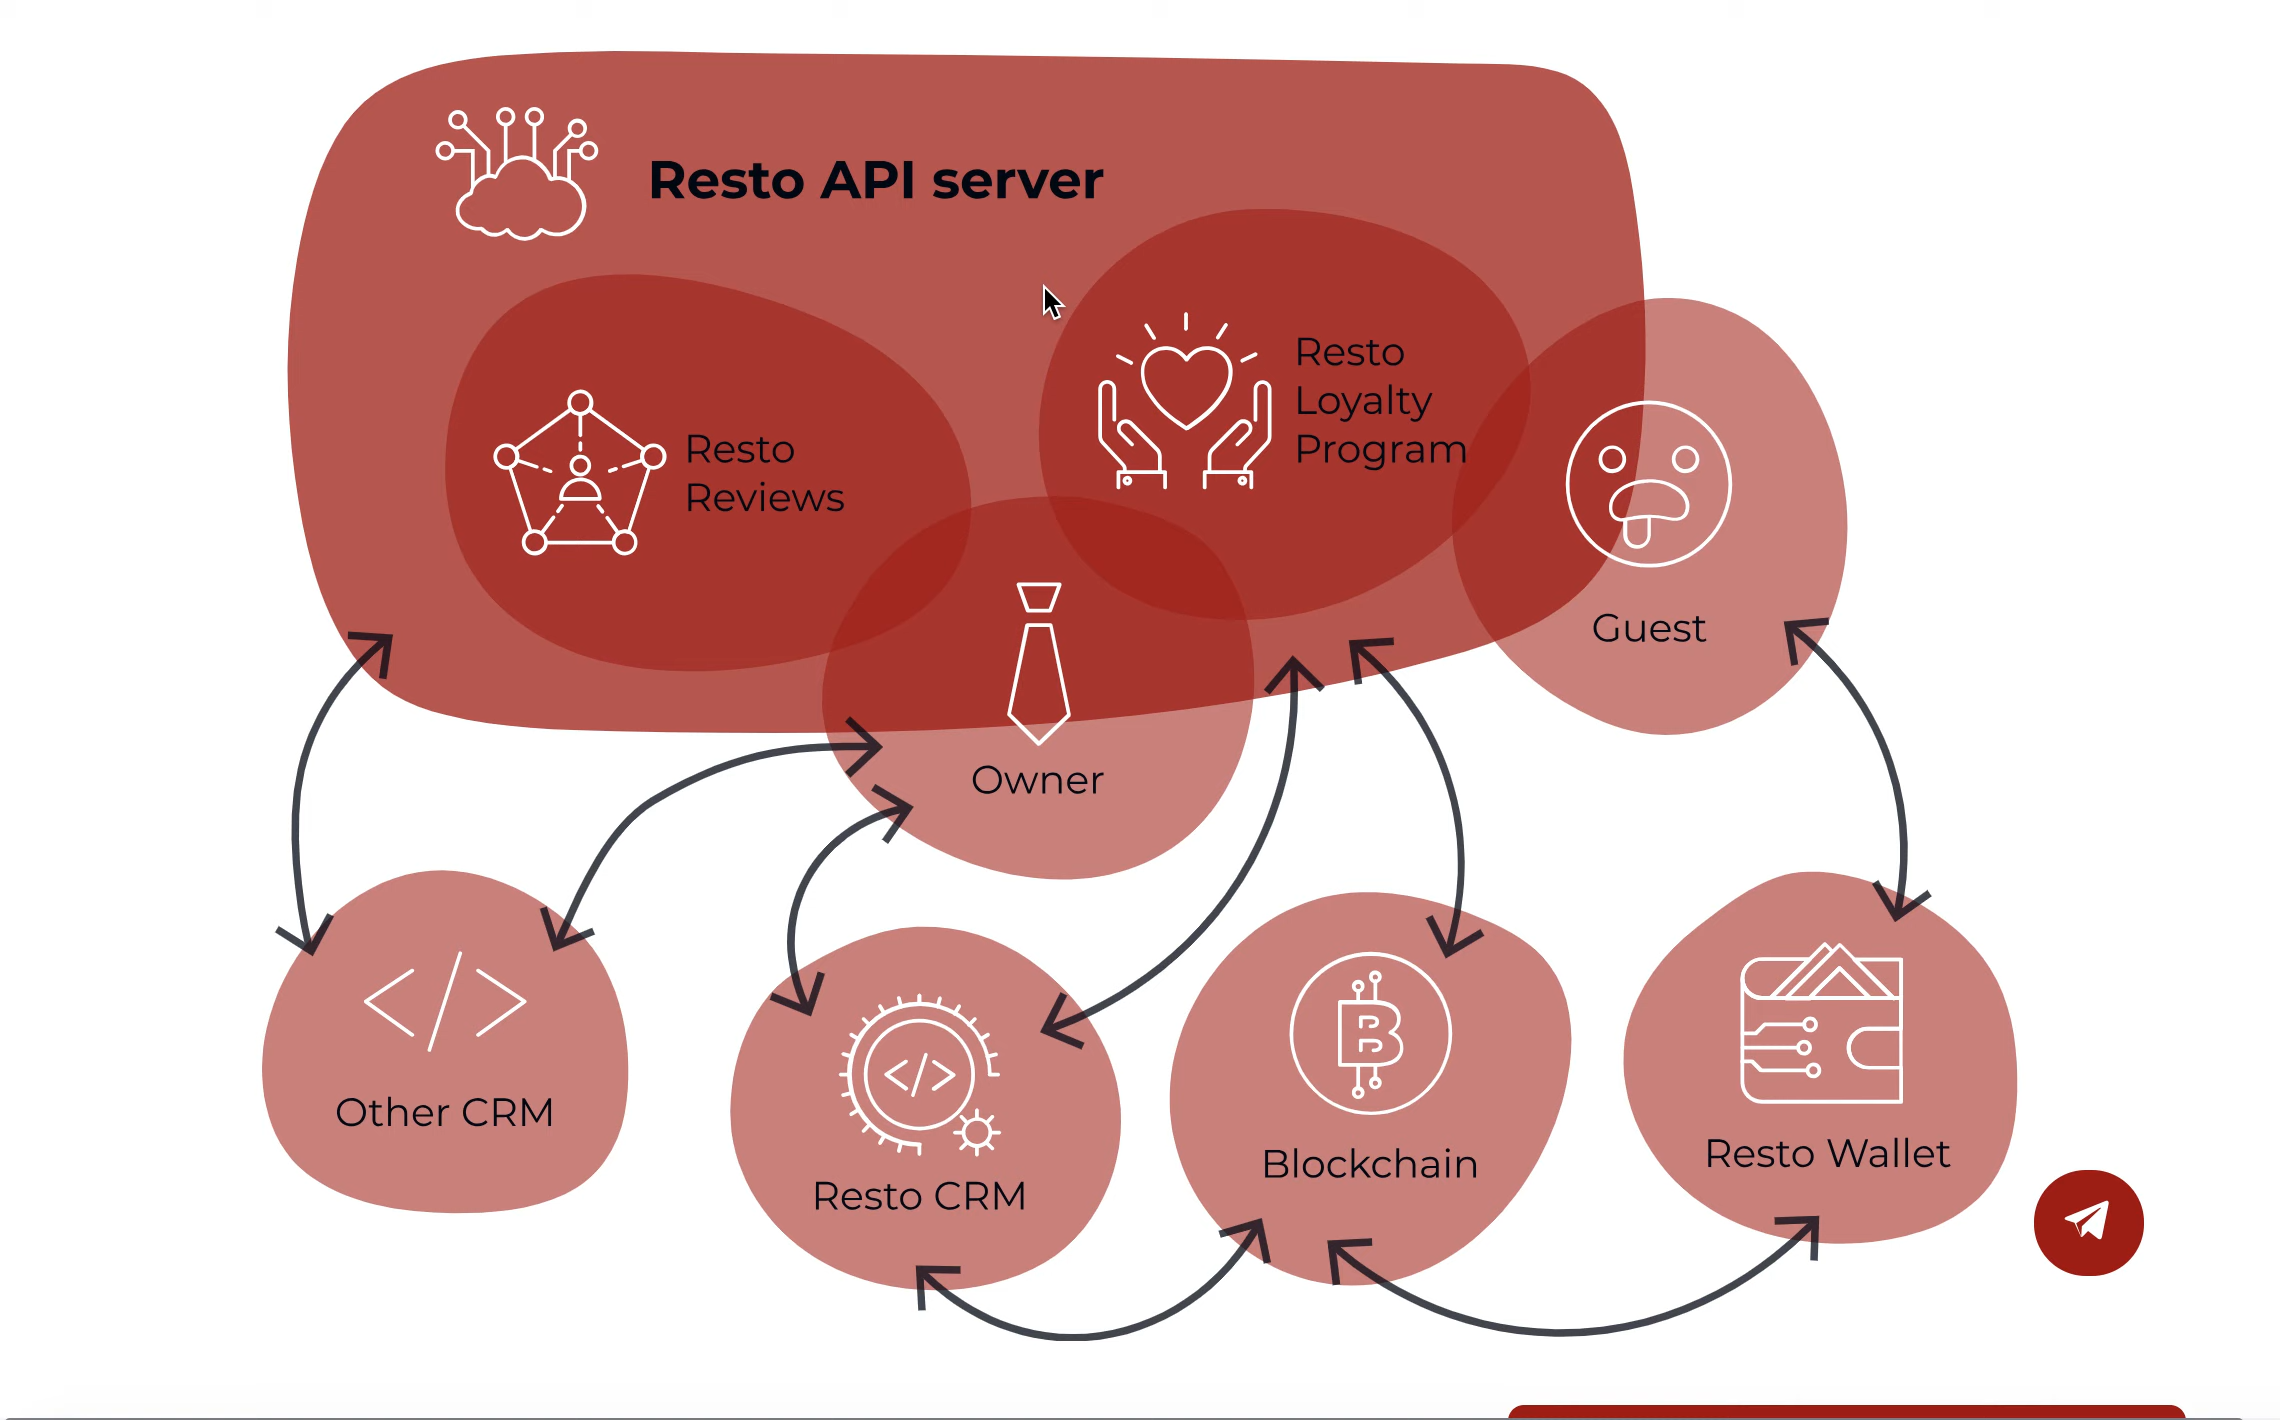 Resto API server
Resto
Loyalty
Program
Resto
Reviews
Guest
Owner
Other CRM
Resto CRM
Blockchain
Resto Wallet